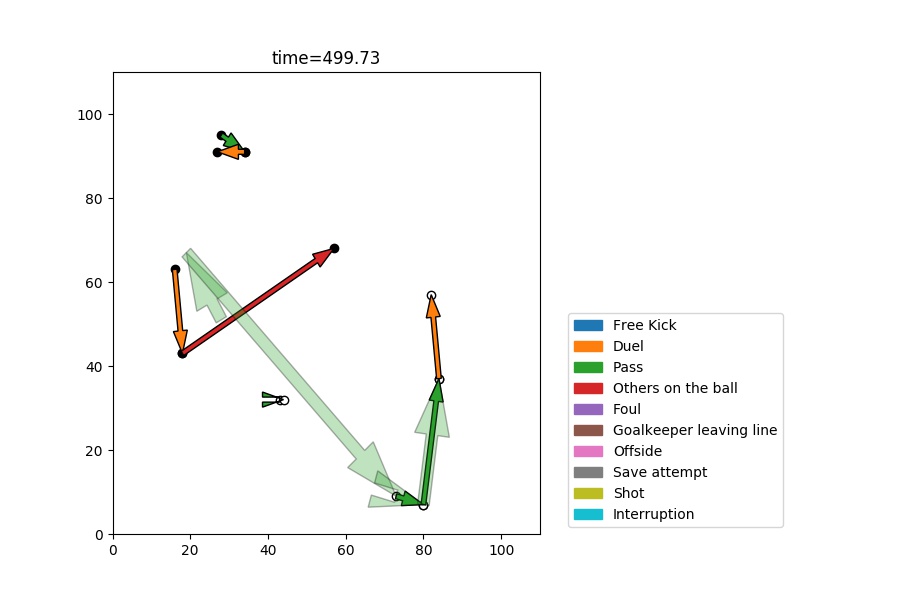 time=499.73
100
80
60
40
20
0
0 20 40 60 80 100
Free Kick
Duel
Pass
Others on the ball
Foul
Goalkeeper leaving line
Offside
Save attempt
Shot
Interruption